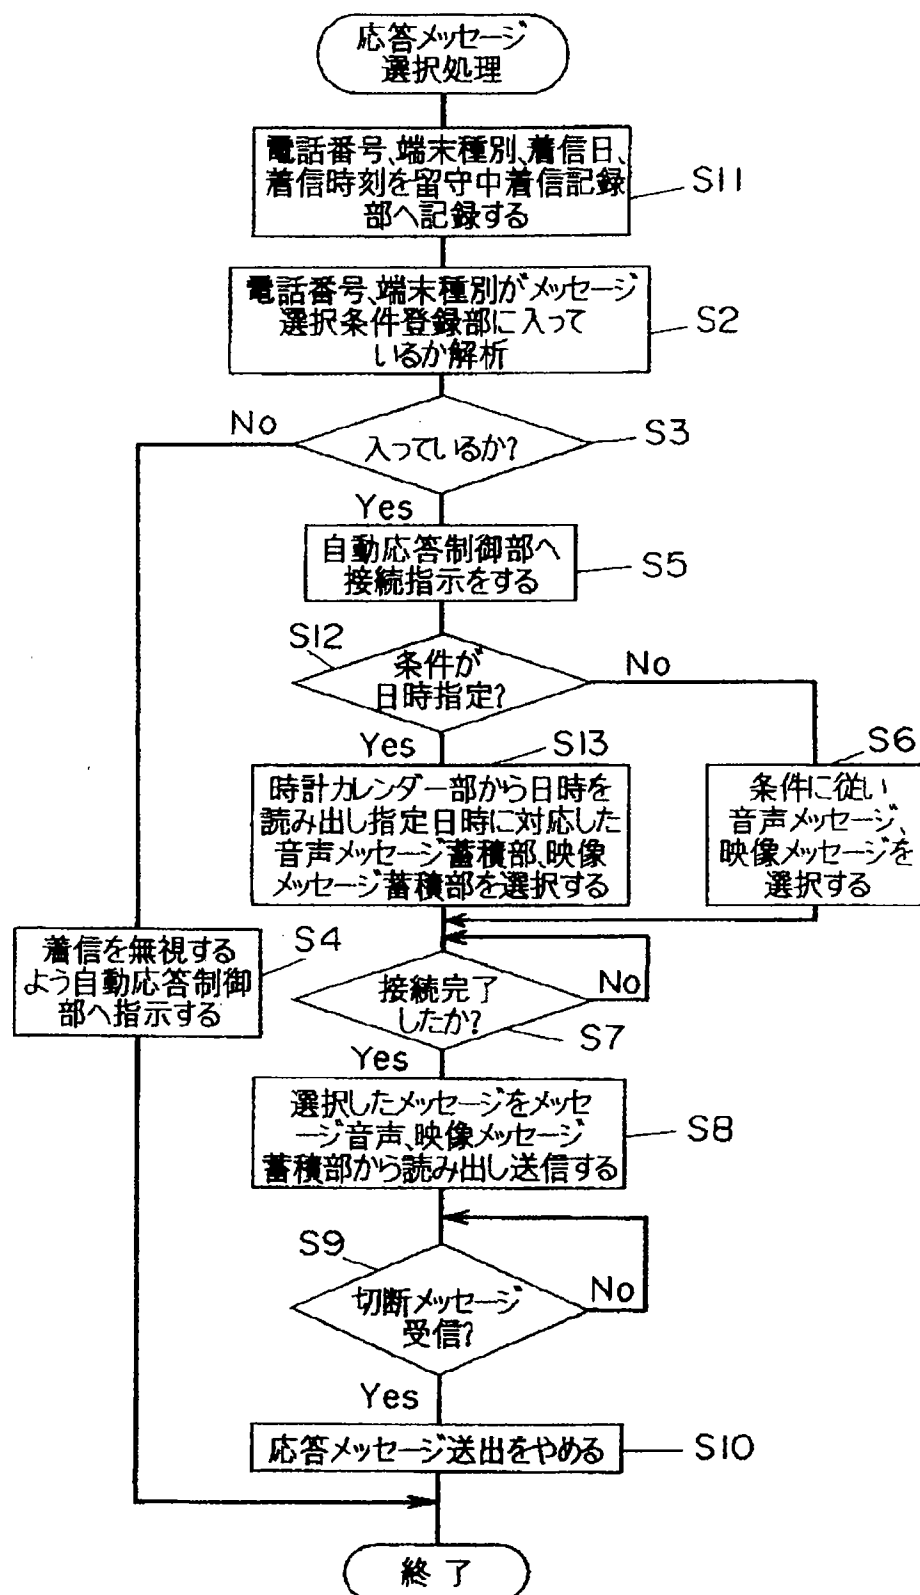 応答メッセージ
選択処理
電話番号、端末種別、着信日、
着信時刻を留守中着信記録
部へ記録する
S11
電話番号、端末種別がメッセージ
選択条件登録部に入って
いるか解析
S2
No
入っているか?
S3
Yes
自動応答制御部へ
接続指示をする
S5
S12
条件が
日時指定?
No
Yes
S13
時計カレンダー部から日時を
読み出し指定日時に対応した
音声メッセージ蓄積部、映像
メッセージ蓄積部を選択する
S6
条件に従い
音声メッセージ、
映像メッセージを
選択する
着信を無視する
よう自動応答制御
部へ指示する
S4
接続完了
したか?
No
S7
Yes
選択したメッセージをメッセ
ージ音声、映像メッセージ
蓄積部から読み出し送信する
S8
S9
切断メッセージ
受信?
No
Yes
応答メッセージ送出をやめる
S10
終了